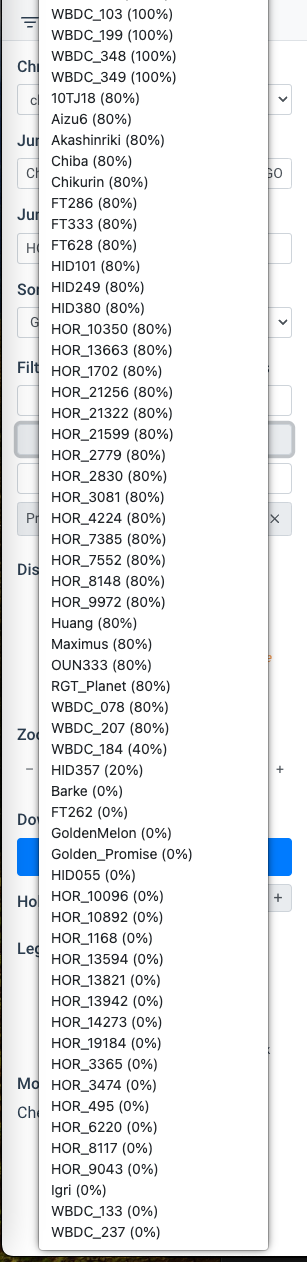 WBDC_103 (100%)
WBDC_199 (100%)
WBDC_348 (100%)
WBDC_349 (100%)
10TJ18 (80%)
Aizu6 (80%)
Akashinriki (80%)
Chiba (80%)
Chikurin (80%)
FT286 (80%)
FT333 (80%)
FT628 (80%)
HID101 (80%)
HID249 (80%)
HID380 (80%)
HOR_10350 (80%)
HOR_13663 (80%)
HOR_1702 (80%)
HOR_21256 (80%)
HOR_21322 (80%)
HOR_21599 (80%)
HOR_2779 (80%)
HOR_2830 (80%)
HOR_3081 (80%)
HOR_4224 (80%)
HOR_7385 (80%)
HOR_7552 (80%)
HOR_8148 (80%)
HOR_9972 (80%)
Huang (80%)
Maximus (80%)
OUN333 (80%)
RGT_Planet (80%)
WBDC_078 (80%)
WBDC_207 (80%)
WBDC_184 (40%)
HID357 (20%)
Barke (0%)
FT262 (0%)
GoldenMelon (0%)
Golden_Promise (0%)
HID055 (0%)
HOR_10096 (0%)
HOR_10892 (0%)
HOR_1168 (0%)
HOR_13594 (0%)
HOR_13821 (0%)
HOR_13942 (0%)
HOR_14273 (0%)
HOR_19184 (0%)
HOR_3365 (0%)
HOR_3474 (0%)
HOR_495 (0%)
HOR_6220 (0%)
HOR_8117 (0%)
HOR_9043 (0%)
Igri (0%)
WBDC_133 (0%)
WBDC_237 (0%)